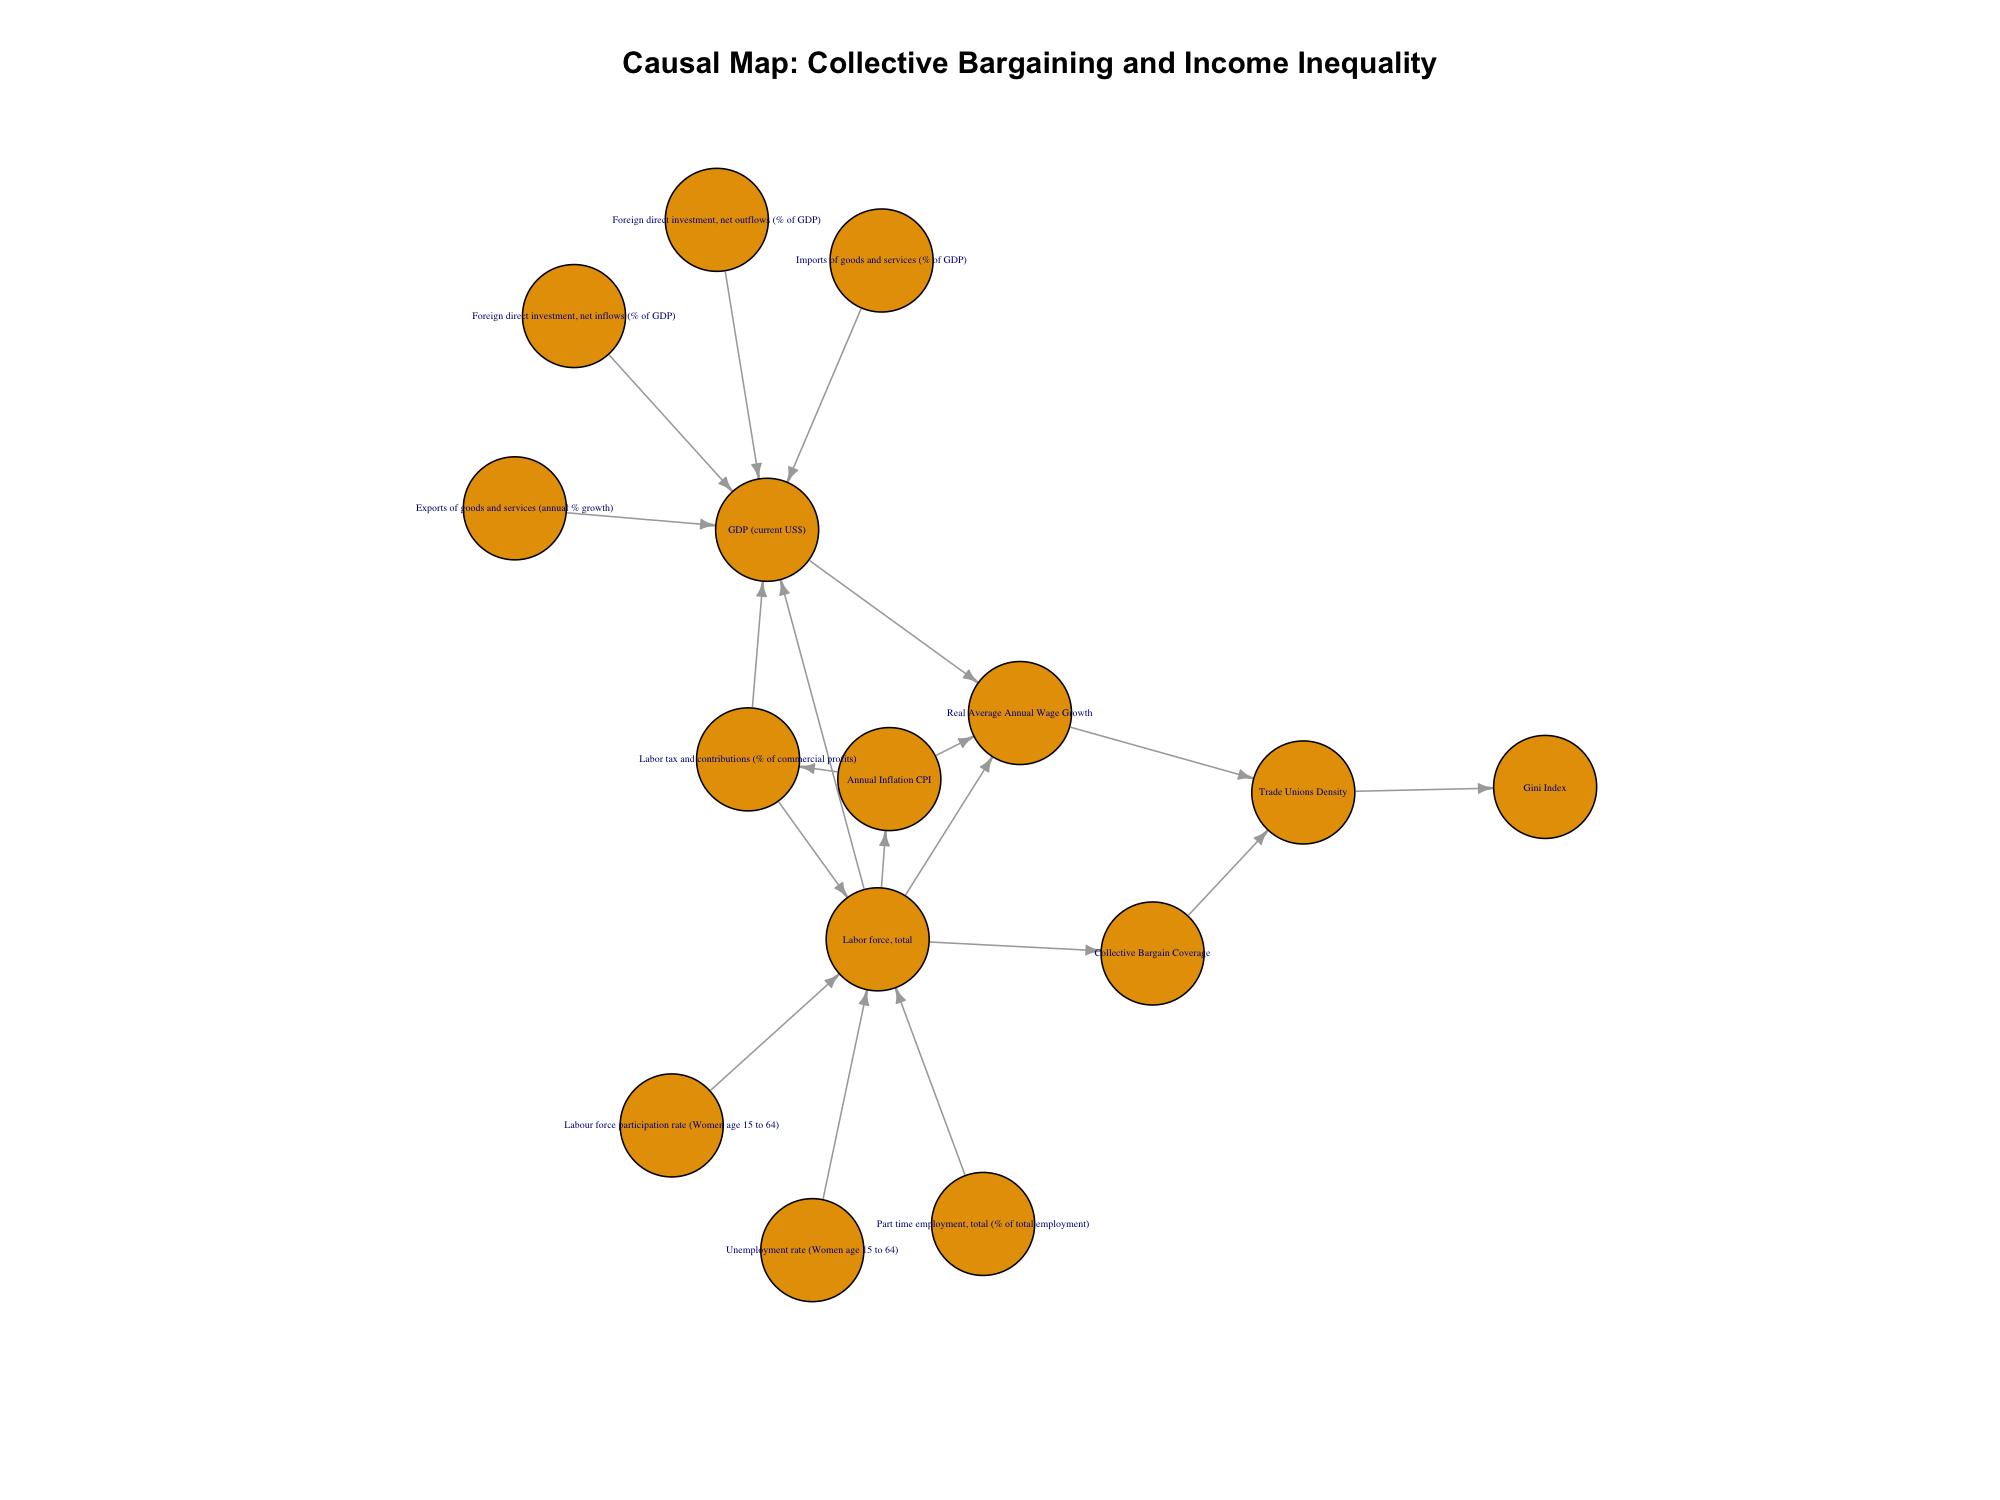 Causal Map: Collective Bargaining and Income Inequality
Foreign direct investment, net outflows (% of GDP)
Imports of goods and services (% of GDP)
Foreign direct investment, net inflows (% of GDP)
Exports of goods and services (annual % growth)
GDP (current US$)
Real Average Annual Wage Growth
Labor tax and contributions (% of commercial profits)
Annual Inflation CPI
Trade Unions Density
Gini Index
Labor force, total
Collective Bargain Coverage
Labour force participation rate (Women age 15 to 64)
Part time employment, total (% of total employment)
Unemployment rate (Women age 15 to 64)